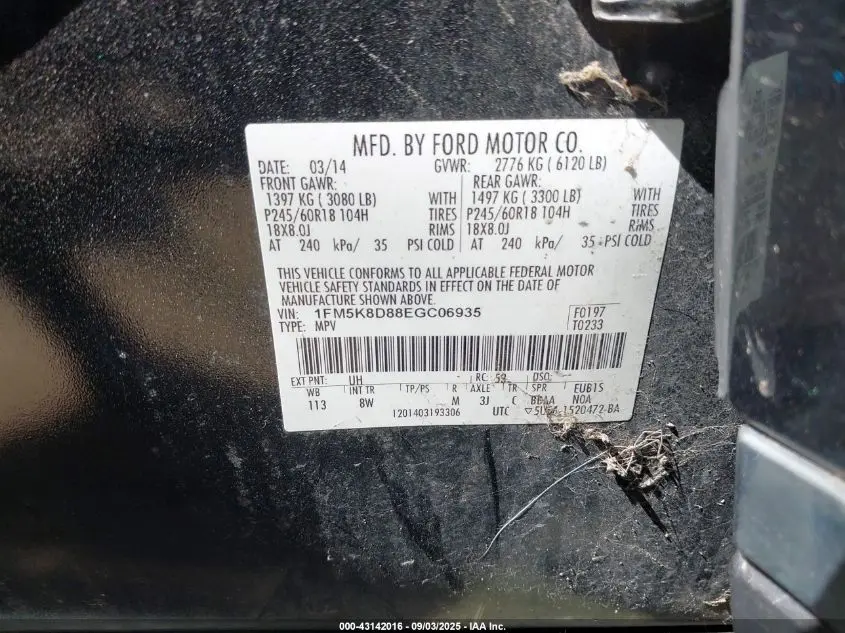 MFD. BY FORD MOTOR CO.
DATE: 03/14 GVWR: 2776 KG ( 6120 LB)
FRONT GAWR: REAR GAWR:
1397 KG ( 3080 LB) WITH 1497 KG ( 3300 LB) WITH
P245/60R18 104H TIRES P245/60R18 104H TIRES
18X8.0J RIMS 18X8.0J RIMS
AT 240 kPa/ 35 PSI COLD AT 240 kPa/ 35 PSI COLD
THIS VEHICLE CONFORMS TO ALL APPLICABLE FEDERAL MOTOR
VEHICLE SAFETY STANDARDS IN EFFECT ON THE DATE OF
MANUFACTURE SHOWN ABOVE.
VIN: 1FM5K8D88EGC06935 F0197
TYPE: MPV T0233
EXT PNT: UH RC: 59 DSO:
WB INT TR TP/PS R AXLE TR SPR EUB1S
113 8W M 3J C BBAA NOA
1201403193306 UTC
000-43142016 - 09/03/2025 - IAA Inc.